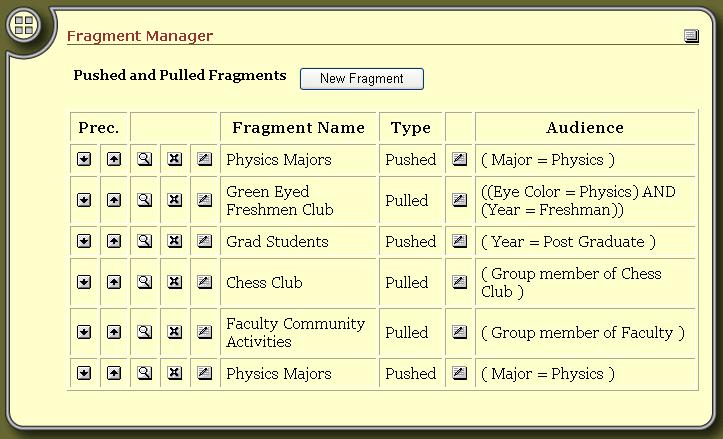 Fragment Manager
Pushed and Pulled Fragments New Fragment
Prec. Fragment Name Type Audience
Physics Majors Pushed ( Major = Physics )
Green Eyed
Freshmen Club Pulled ((Eye Color = Physics) AND
(Year = Freshman))
Grad Students Pushed ( Year = Post Graduate )
Chess Club Pulled ( Group member of Chess
Club )
Faculty Community
Activities Pulled ( Group member of Faculty )
Physics Majors Pushed ( Major = Physics )